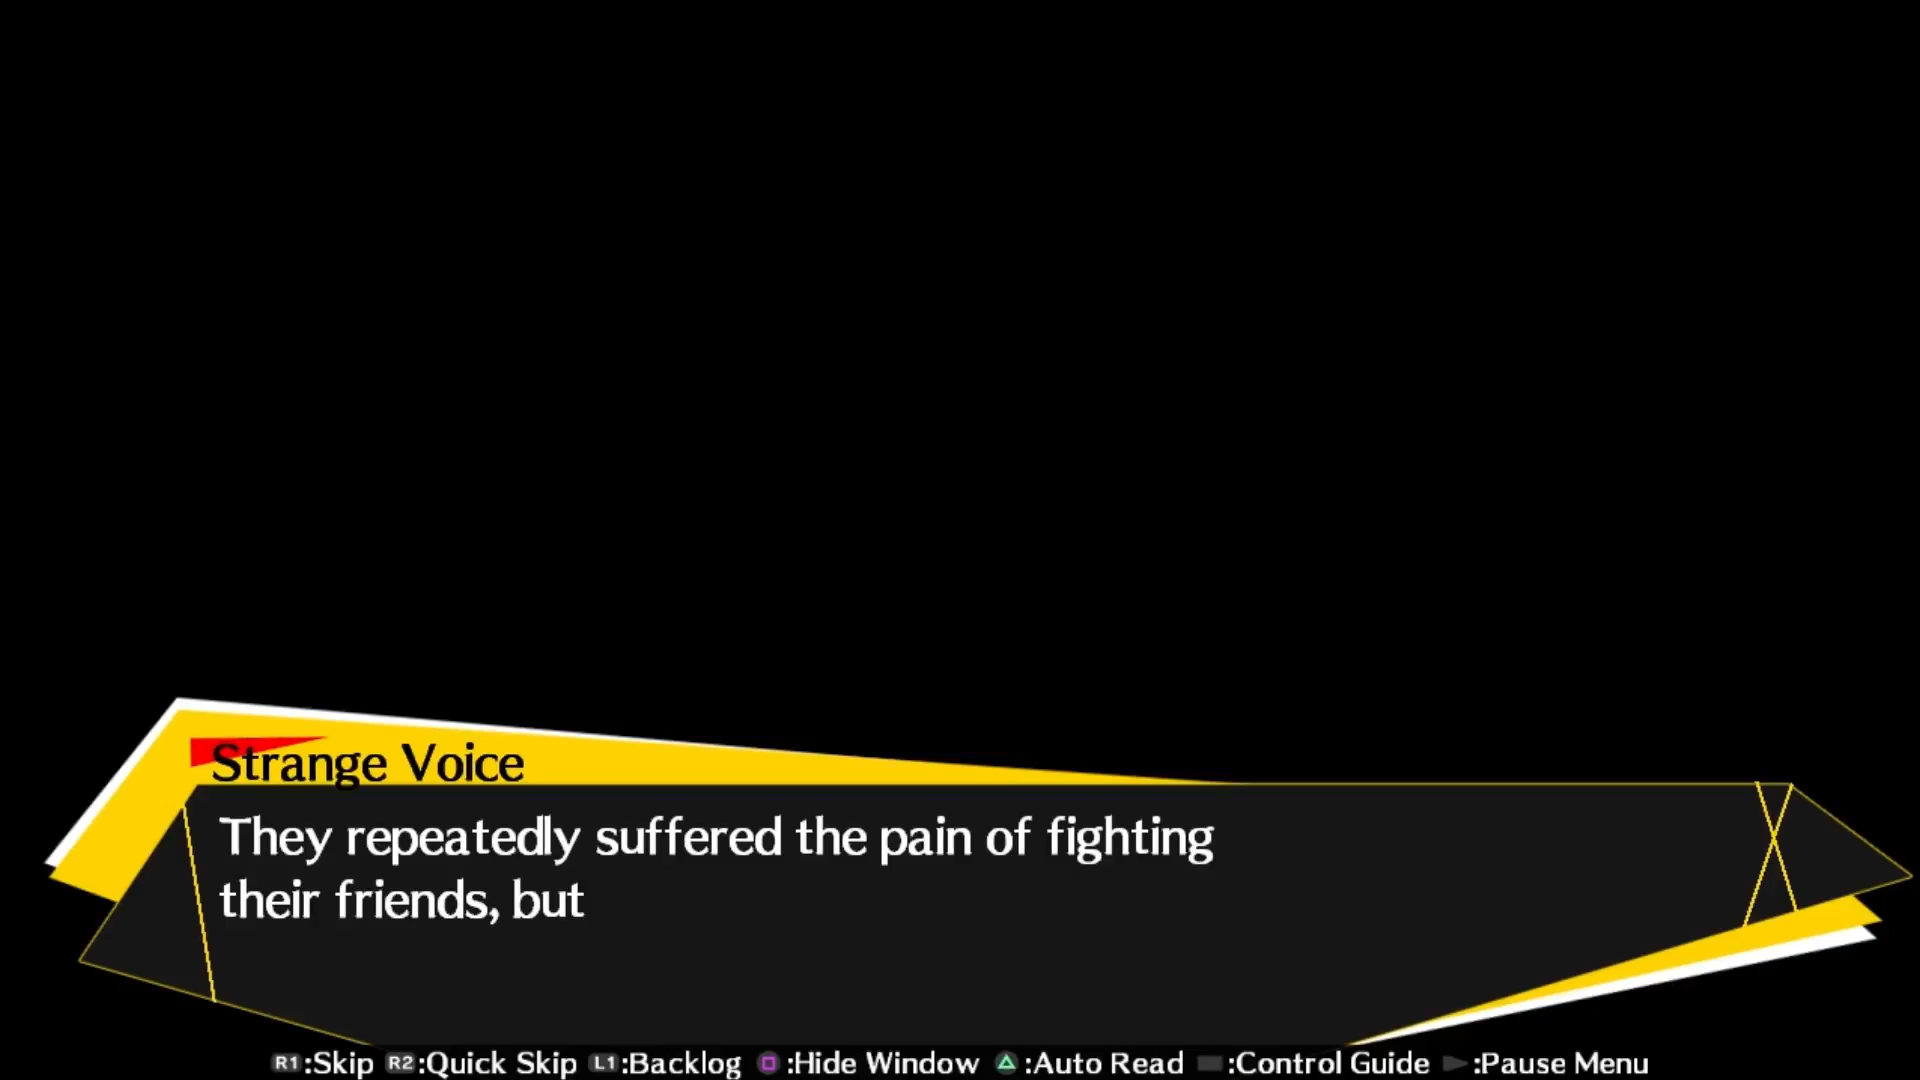 Strange Voice
They repeatedly suffered the pain of fighting
their friends, but
R1:Skip R2:Quick Skip L1:Backlog :Hide Window :Auto Read :Control Guide :Pause Menu